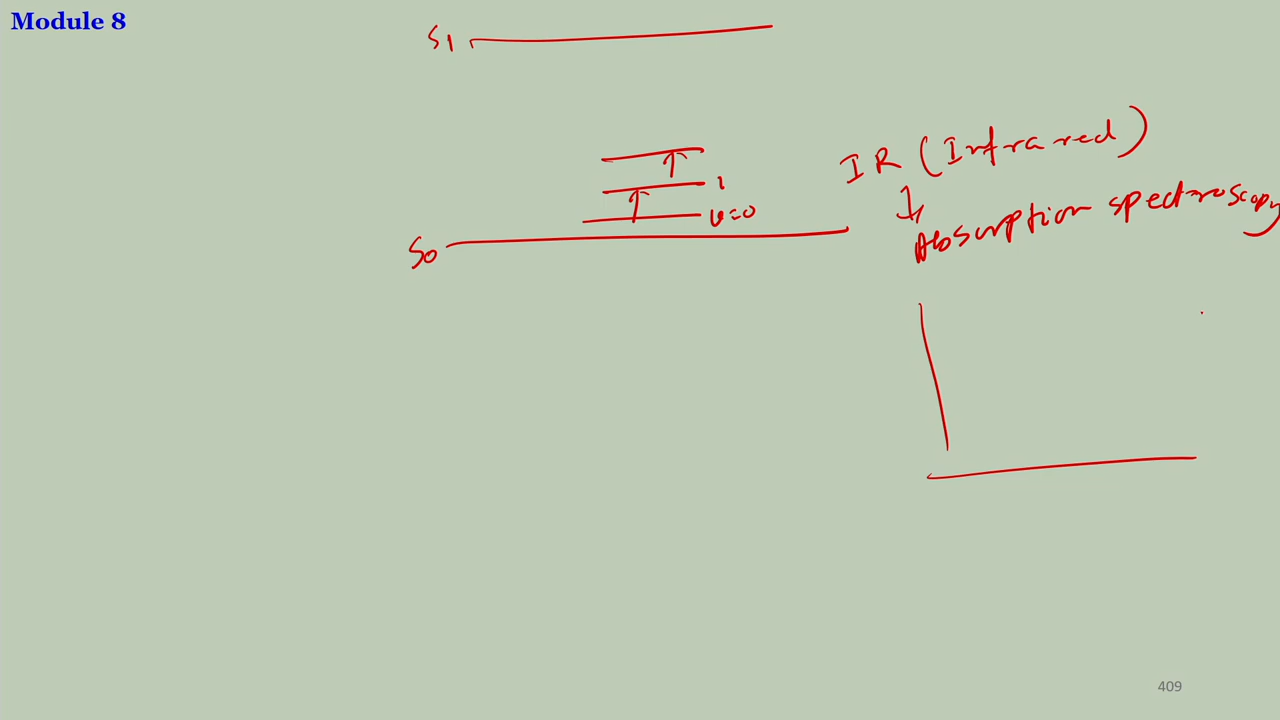 Module 8
S1
IR (Infrared)
1
v=0
Absorption spectroscopy
S0
409